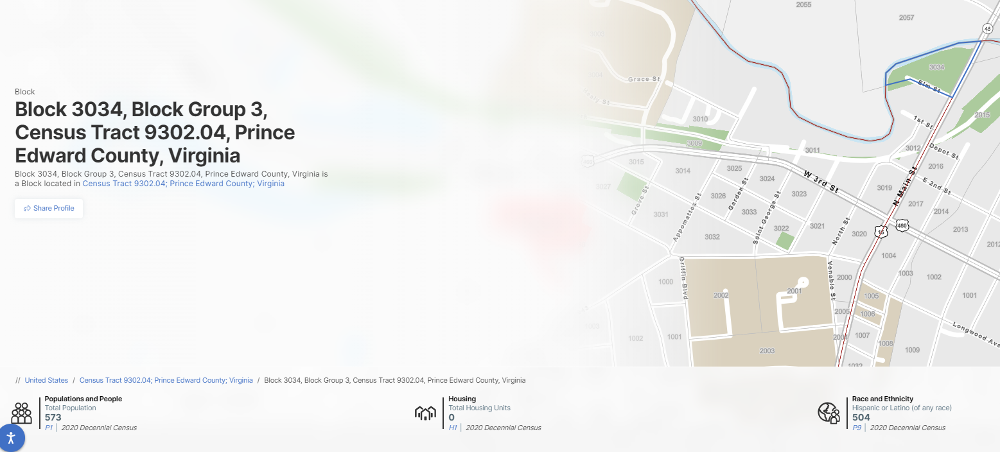 Block
Block 3034, Block Group 3,
Census Tract 9302.04, Prince
Edward County, Virginia
Block 3034, Block Group 3, Census Tract 9302.04, Prince Edward County, Virginia is
a Block located in Census Tract 9302.04; Prince Edward County; Virginia
Share Profile
2055
2057
45
1003
3034
Grace St
Elm St
3010
1st St
2015
3009
3011
3012
Depot St
3015
3014
3025
2016
W 3rd St
3024
E 2nd St
3027
Grove St
3026
Garden St
3023
3019
N Main St
2017
2014
3031
Appomattox St
3033
Saint George St
3022
3021
North St
3020
15
460
2013
3032
2012
1004
Griffin Blvd
Venable St
1000
2000
1003
1002
2002
2001
1005
1001
2005
1006
Longwood Ave
1003
1002
1001
2004
1007
2003
1008
1009
1032
// United States / Census Tract 9302.04; Prince Edward County; Virginia / Block 3034, Block Group 3, Census Tract 9302.04, Prince Edward County, Virginia
Populations and People
Total Population
573
P1 | 2020 Decennial Census
Housing
Total Housing Units
0
H1 | 2020 Decennial Census
Race and Ethnicity
Hispanic or Latino (of any race)
504
P9 | 2020 Decennial Census